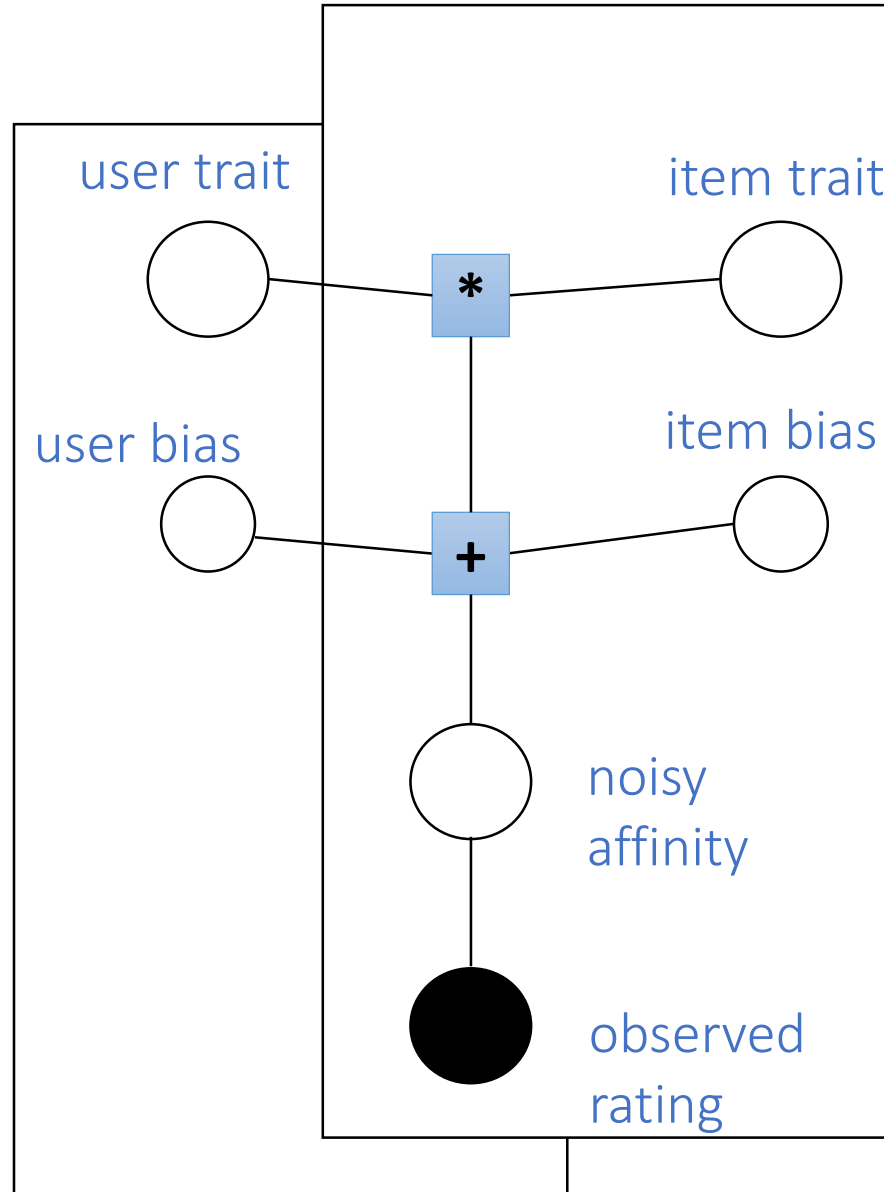 user trait
item trait
*
user bias
item bias
+
noisy
affinity
observed
rating